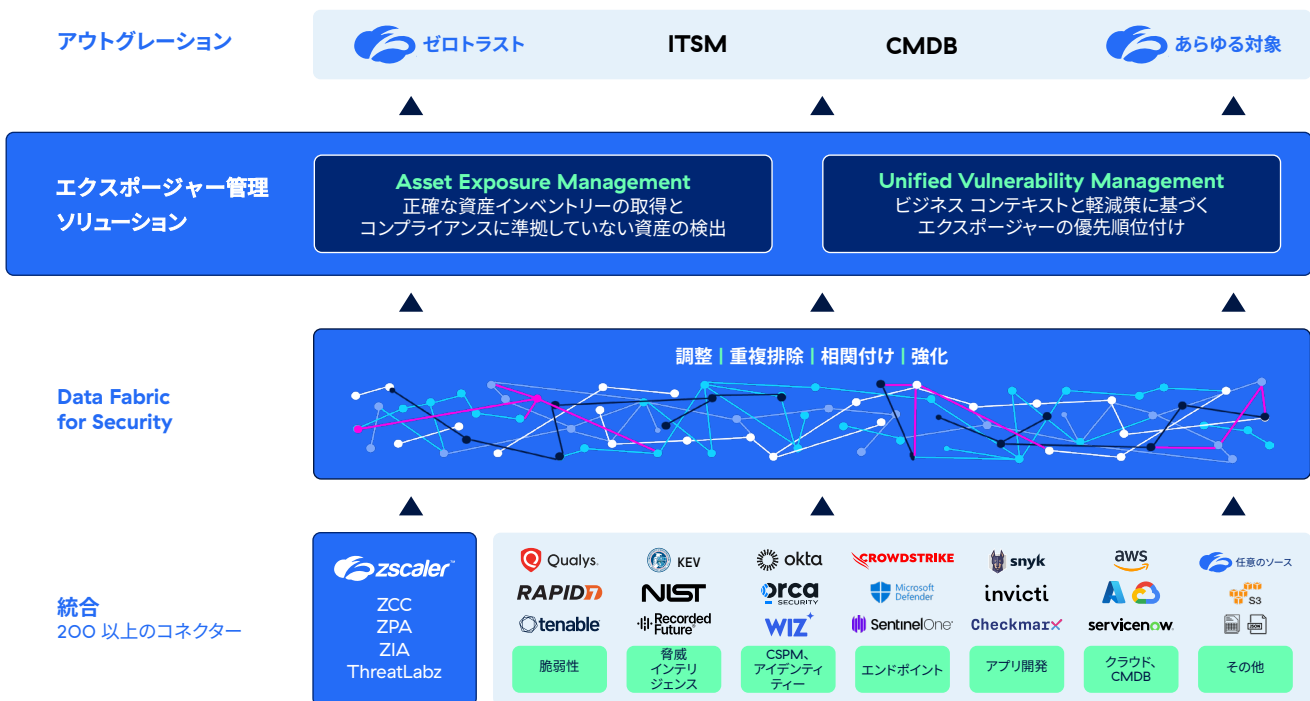 アウトグレーション
ゼロトラスト
ITSM
CMDB
あらゆる対象
エクスポージャー管理
ソリューション
Asset Exposure Management
正確な資産インベントリーの取得と
コンプライアンスに準拠していない資産の検出
Unified Vulnerability Management
ビジネス コンテキストと軽減策に基づく
エクスポージャーの優先順位付け
Data Fabric
for Security
調整 | 重複排除 | 相関付け | 強化
統合
200 以上のコネクター
zscaler™
ZCC
ZPA
ZIA
ThreatLabz
Qualys.
RAPID7
tenable
脆弱性
KEV
NIST
Recorded
Future
脅威
インテリ
ジェンス
okta
orca
SECURITY
WIZ
CSPM、
アイデンティ
ティー
CROWDSTRIKE
Microsoft
Defender
SentinelOne
エンドポイント
snyk
invicti
Checkmarx
アプリ開発
aws
servicenow
クラウド、
CMDB
任意のソース
S3
JSON
その他